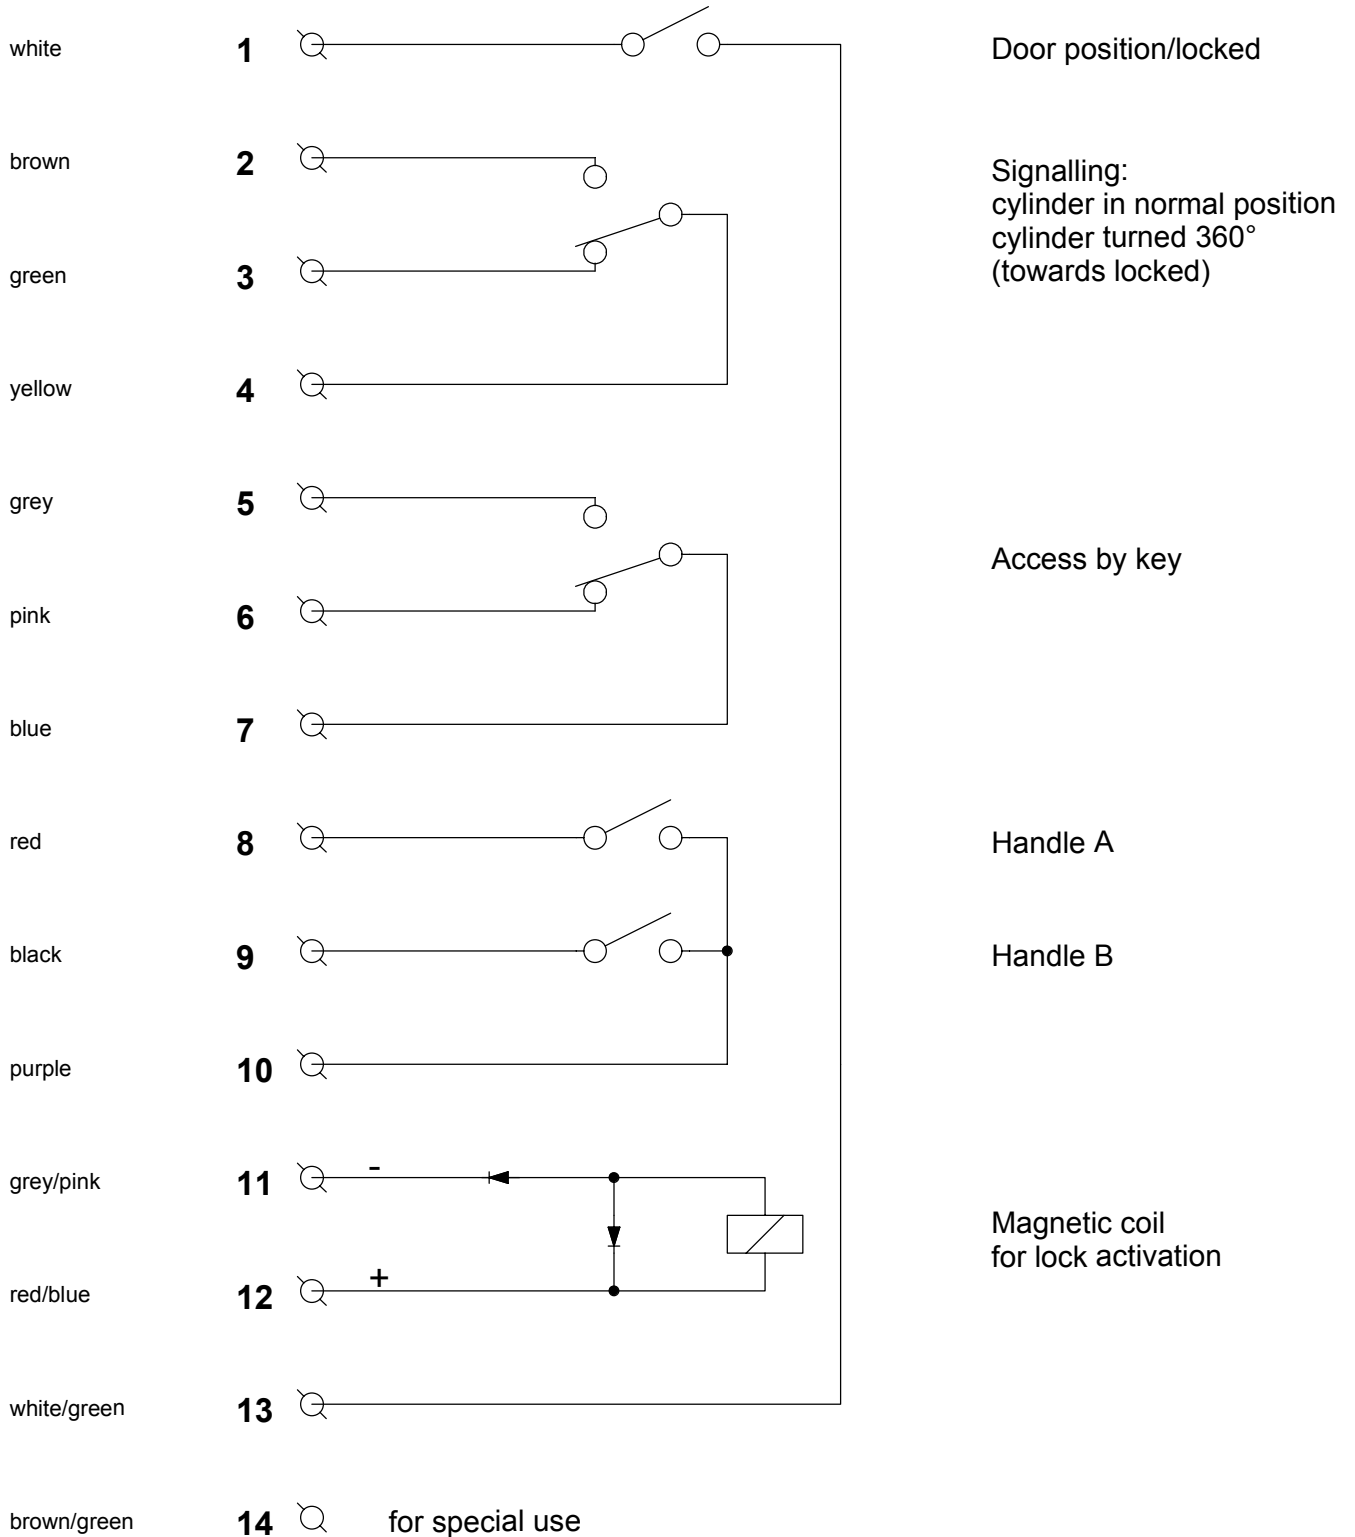 white 1 Door position/locked
brown 2 Signalling:
cylinder in normal position
cylinder turned 360°
green 3 (towards locked)
yellow 4
grey 5
Access by key
pink 6
blue 7
red 8 Handle A
black 9 Handle B
purple 10
grey/pink 11 -
Magnetic coil
for lock activation
red/blue 12 +
white/green 13
brown/green 14 for special use